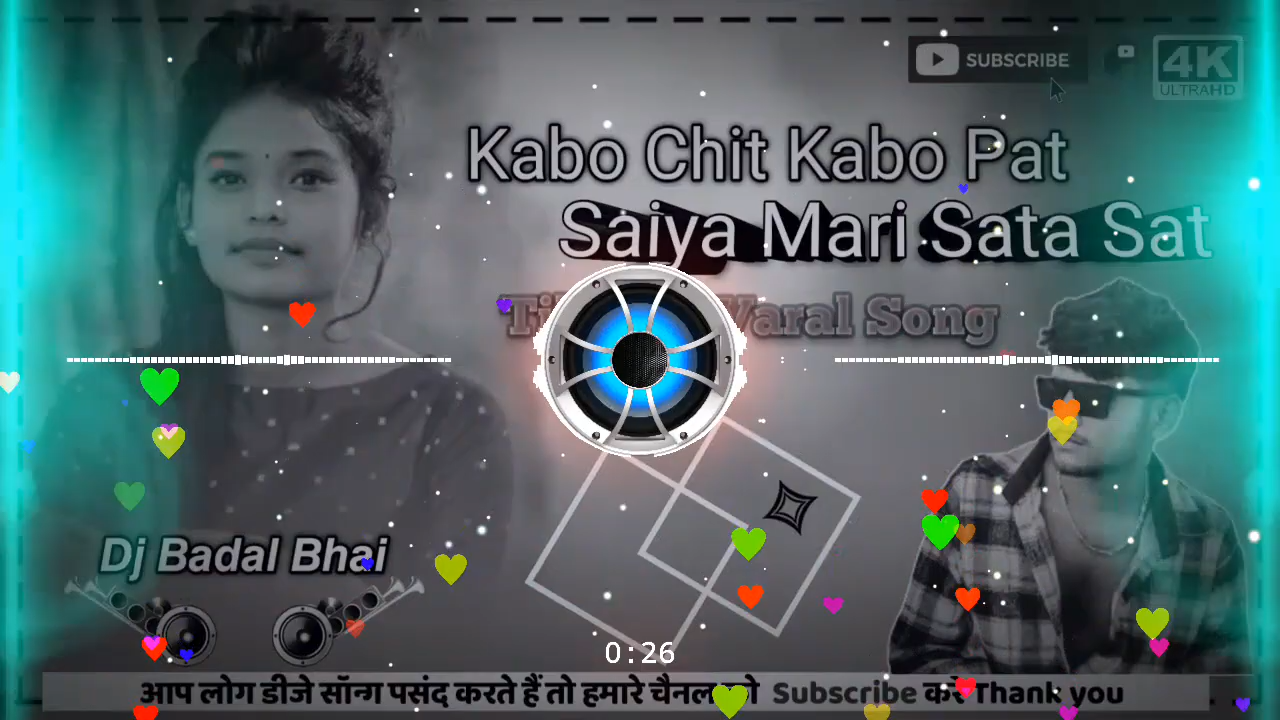 SUBSCRIBE
4K
ULTRAHD
Kabo Chit Kabo Pat
Saiya Mari Sata Sat
Varal Song
Dj Badal Bhai
0:26
आप लोग डीजे सॉन्ग पसंद करते हैं तो हमारे चैनल Subscribe करें Thank you